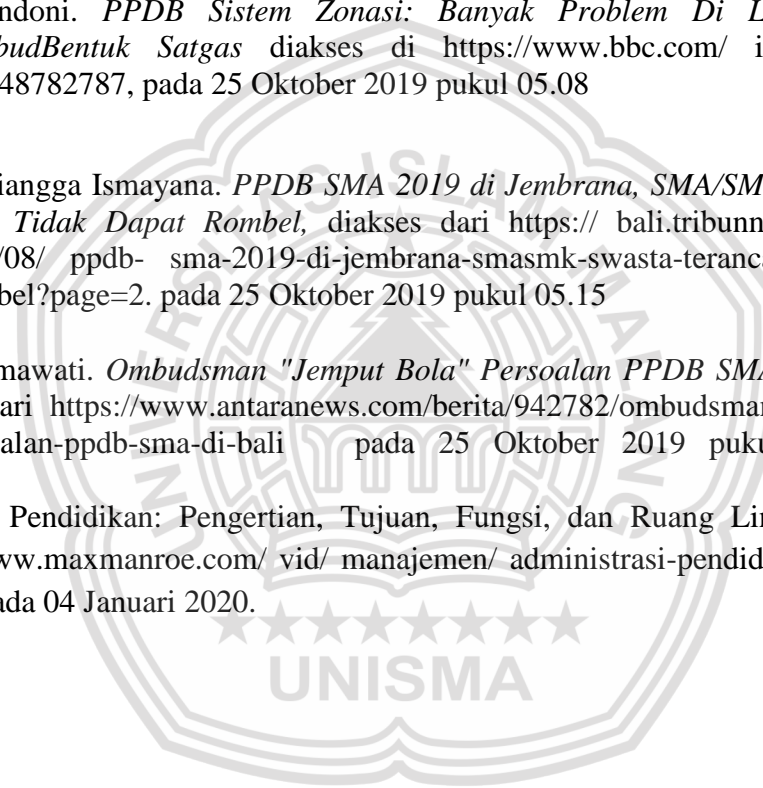 ndoni. PPDB Sistem Zonasi: Banyak Problem Di L
budBentuk Satgas diakses di https://www.bbc.com/ i
48782787, pada 25 Oktober 2019 pukul 05.08
iangga Ismayana. PPDB SMA 2019 di Jembrana, SMA/SM
Tidak Dapat Rombel, diakses dari https:// bali.tribunn
/08/ ppdb- sma-2019-di-jembrana-smasmk-swasta-teranca
bel?page=2. pada 25 Oktober 2019 pukul 05.15
mawati. Ombudsman "Jemput Bola" Persoalan PPDB SMA
ari https://www.antaranews.com/berita/942782/ombudsman
alan-ppdb-sma-di-bali pada 25 Oktober 2019 puku
Pendidikan: Pengertian, Tujuan, Fungsi, dan Ruang Lin
ww.maxmanroe.com/ vid/ manajemen/ administrasi-pendid
ada 04 Januari 2020.
UNIVERSITAS ISLAM MALANG
UNISMA